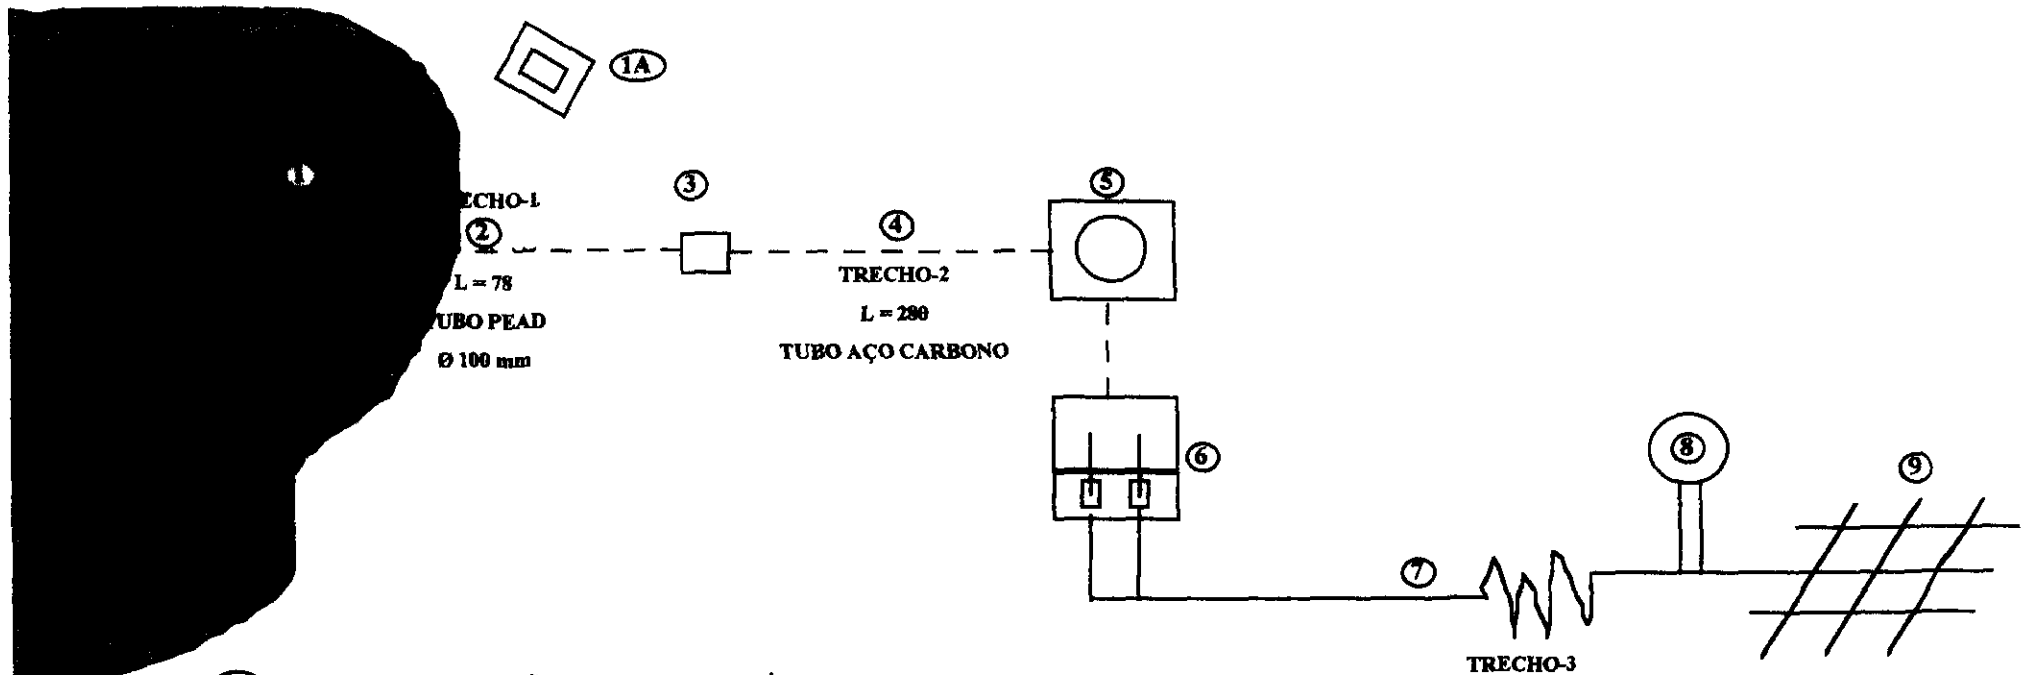 1A
1
3
5
ECHO-1
2
4
L = 78
TRECHO-2
UBO PEAD
L = 280
Ø 100 mm
TUBO AÇO CARBONO
8
6
9
7
TRECHO-3